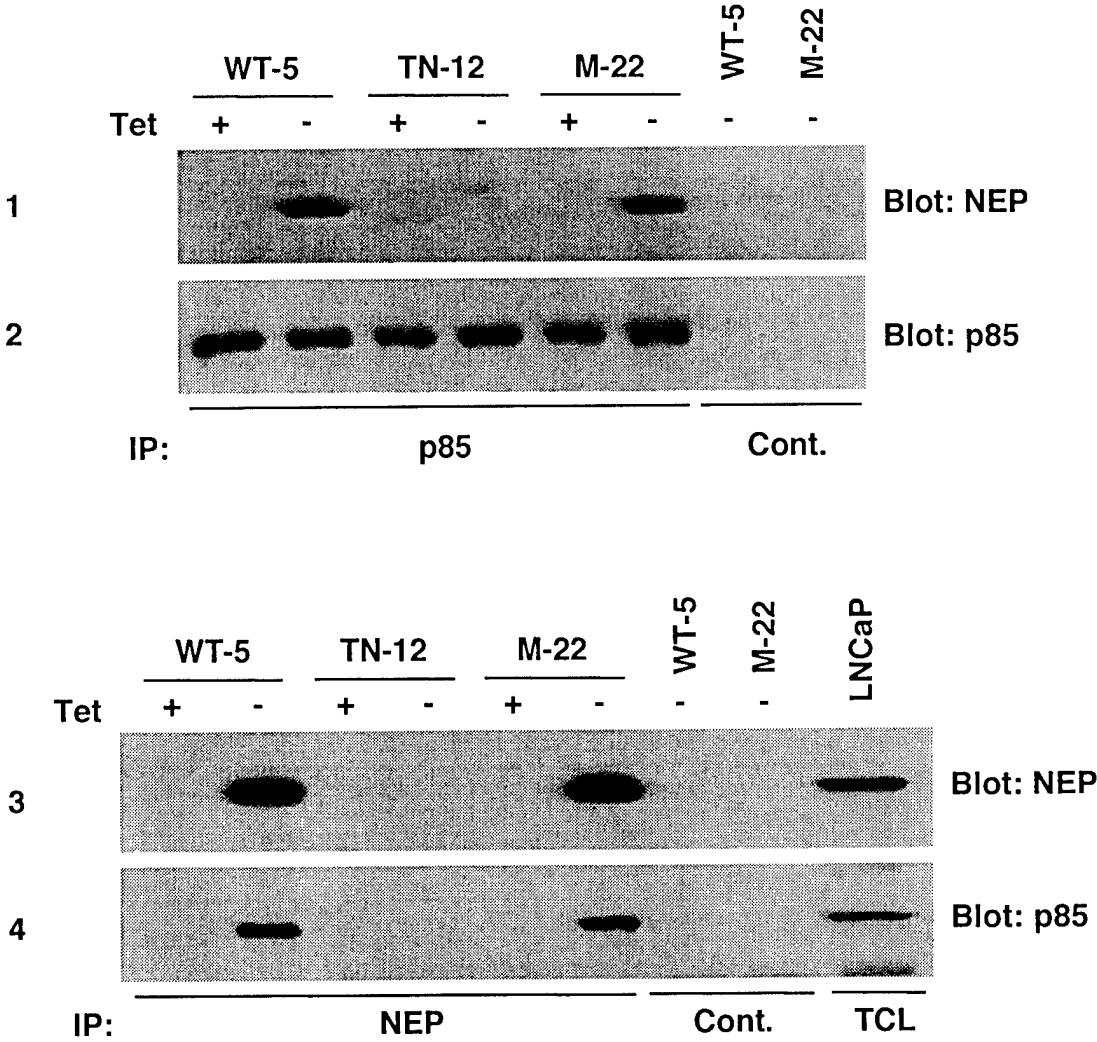 WT-5 TN-12 M-22 WT-5 M-22
Tet + - + - + - - -
1 Blot: NEP
2 Blot: p85
IP: p85 Cont.
WT-5 TN-12 M-22 WT-5 M-22 LNCaP
Tet + - + - + - - -
3 Blot: NEP
4 Blot: p85
IP: NEP Cont. TCL